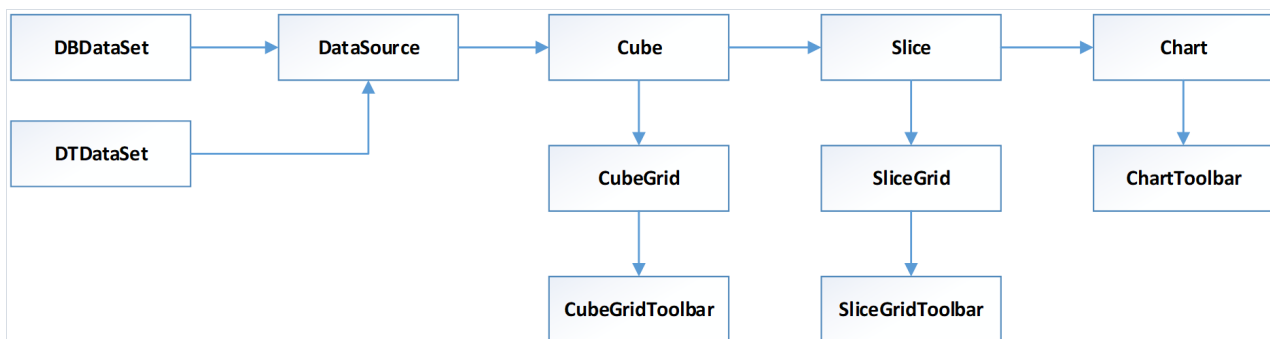 DBDataSet
DataSource
Cube
Slice
Chart
DTDataSet
CubeGrid
SliceGrid
ChartToolbar
CubeGridToolbar
SliceGridToolbar